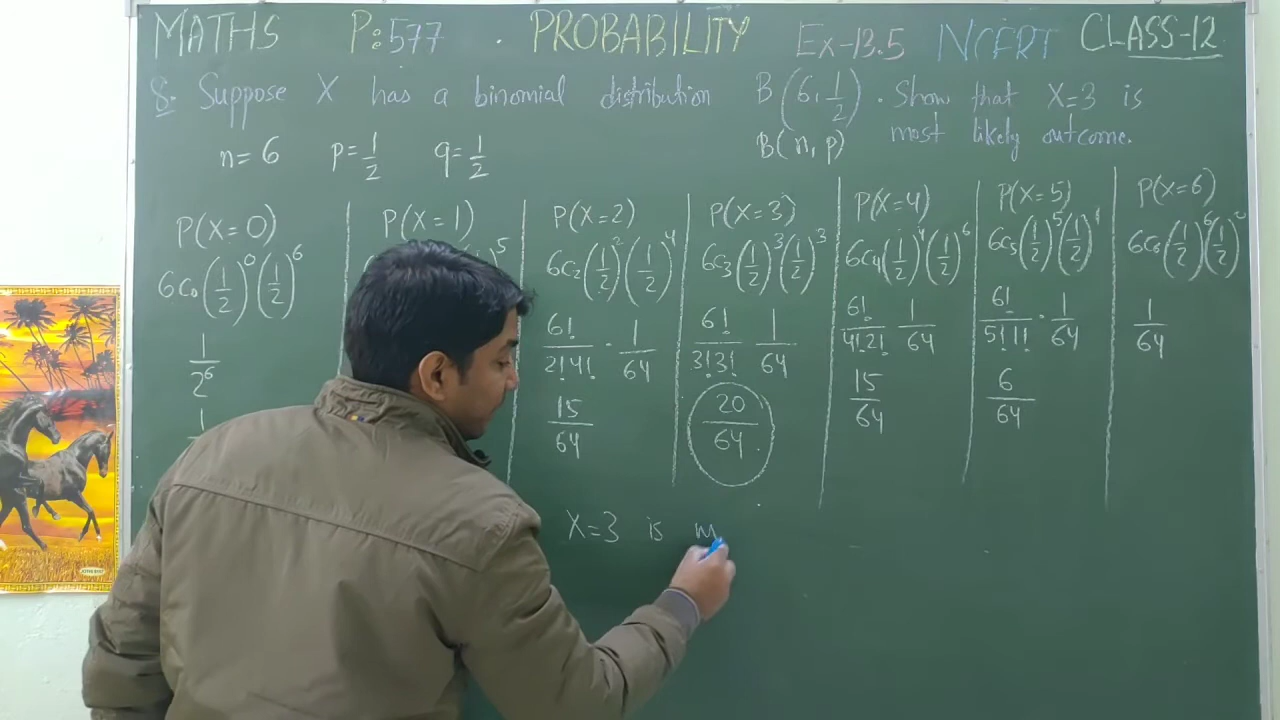 MATHS P:577 . PROBABILITY Ex-13.5 NCERT CLASS-12
Q. Suppose X has a binomial distribution B(6, 1/2). Show that X=3 is
most likely outcome.
n=6 p=1/2 q=1/2 B(n, p)
P(X=0)
6C0 (1/2)^0 (1/2)^6
1/2^6
1
P(X=1)
5
P(X=2)
6C2 (1/2)^2 (1/2)^4
6!/2!4! · 1/64
15/64
P(X=3)
6C3 (1/2)^3 (1/2)^3
6!/3!3! 1/64
20/64
P(X=4)
6C4 (1/2)^4 (1/2)^6
6!/4!2! 1/64
15/64
P(X=5)
6C5 (1/2)^5 (1/2)^1
6!/5!1! · 1/64
6/64
P(X=6)
6C6 (1/2)^6 (1/2)^0
1/64
X=3 is m